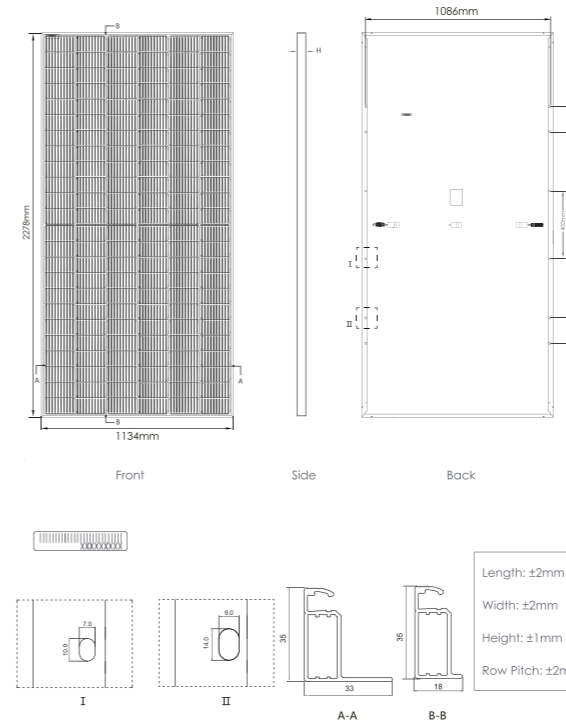 1086mm
B
H
2278mm
400mm
I
II
A
A
B
1134mm
Front
Side
Back
Length: ±2mm
Width: ±2mm
Height: ±1mm
Row Pitch: ±2m
7.0
10.0
I
9.0
14.0
II
35
33
A-A
35
18
B-B